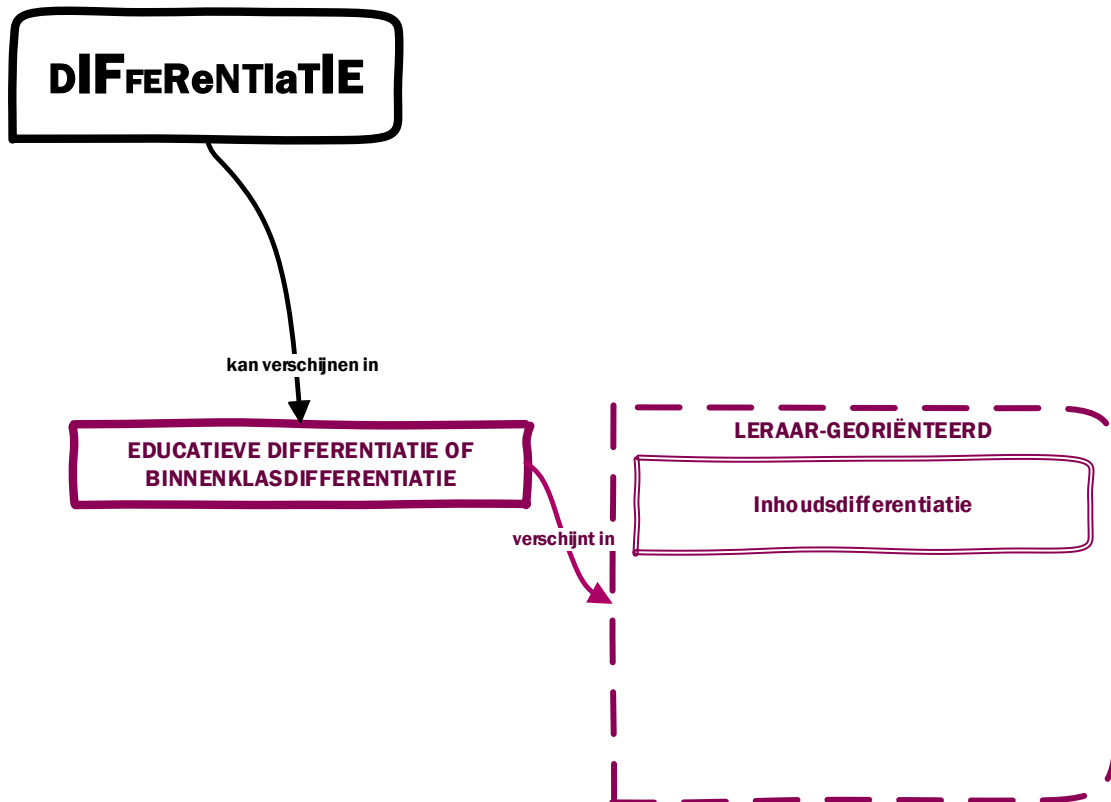 DIFFEReNTIaTIE
kan verschijnen in
EDUCATIEVE DIFFERENTIATIE OF
BINNENKLASDIFFERENTIATIE
verschijnt in
LERAAR-GEORIËNTEERD
Inhoudsdifferentiatie